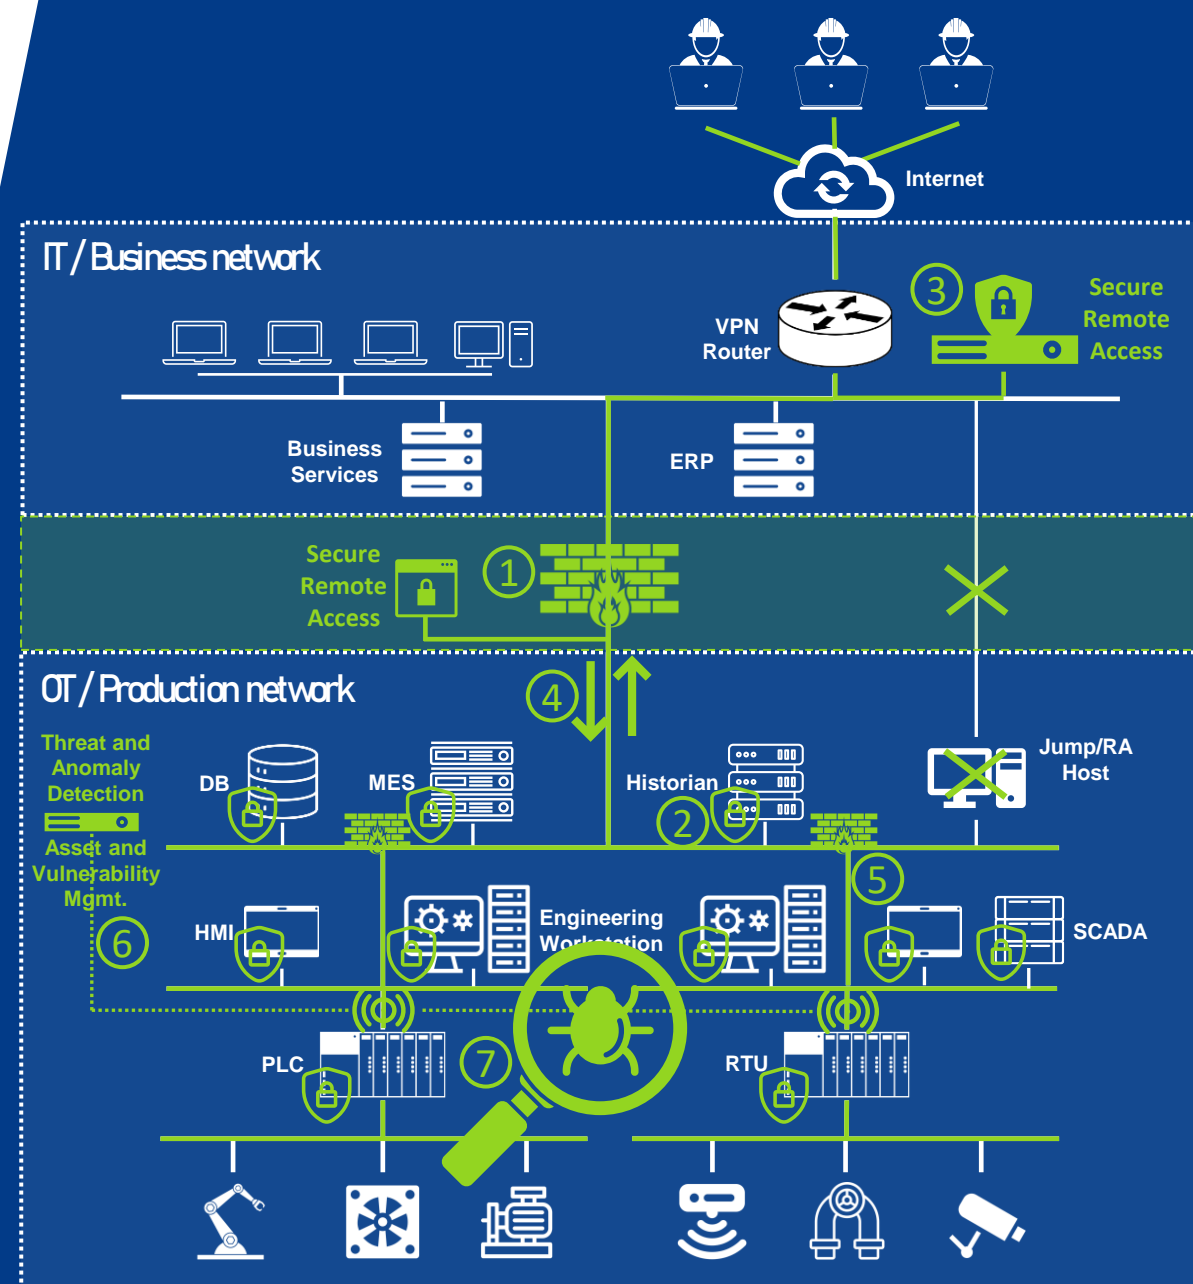 Internet
IT / Business network
3
Secure
Remote
Access
VPN
Router
Business
Services
ERP
Secure
Remote
Access
1
OT / Production network
4
Threat and
Anomaly
Detection
DB
MES
Historian
2
Jump/RA
Host
Asset and
Vulnerability
Mgmt.
5
6
HMI
Engineering
Workstation
SCADA
PLC
7
RTU